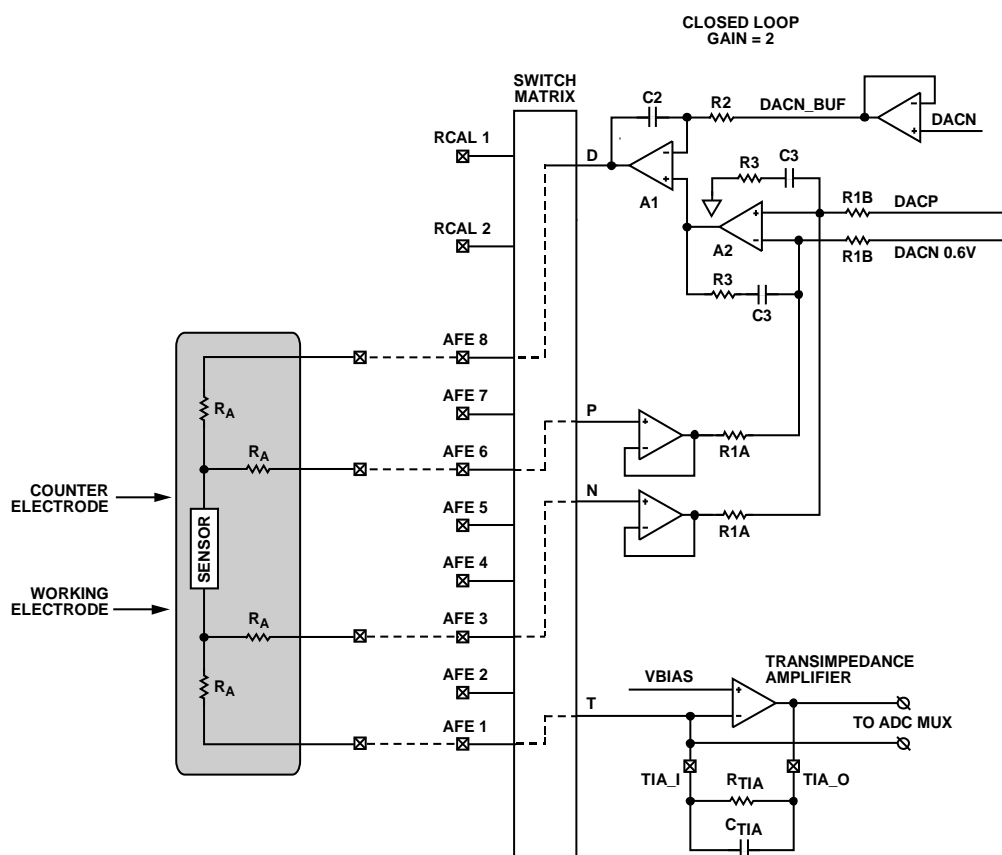 CLOSED LOOP
GAIN = 2
SWITCH
MATRIX
C2
R2
DACN_BUF
DACN
RCAL 1
D
A1
R3
C3
R1B
DACP
RCAL 2
A2
R1B
DACN 0.6V
R3
C3
AFE 8
RA
AFE 7
P
R1A
RA
AFE 6
COUNTER
ELECTRODE
N
R1A
AFE 5
SENSOR
AFE 4
WORKING
ELECTRODE
RA
AFE 3
RA
AFE 2
VBIAS
TRANSIMPEDANCE
AMPLIFIER
T
AFE 1
TO ADC MUX
TIA_I
RTIA
TIA_O
CTIA